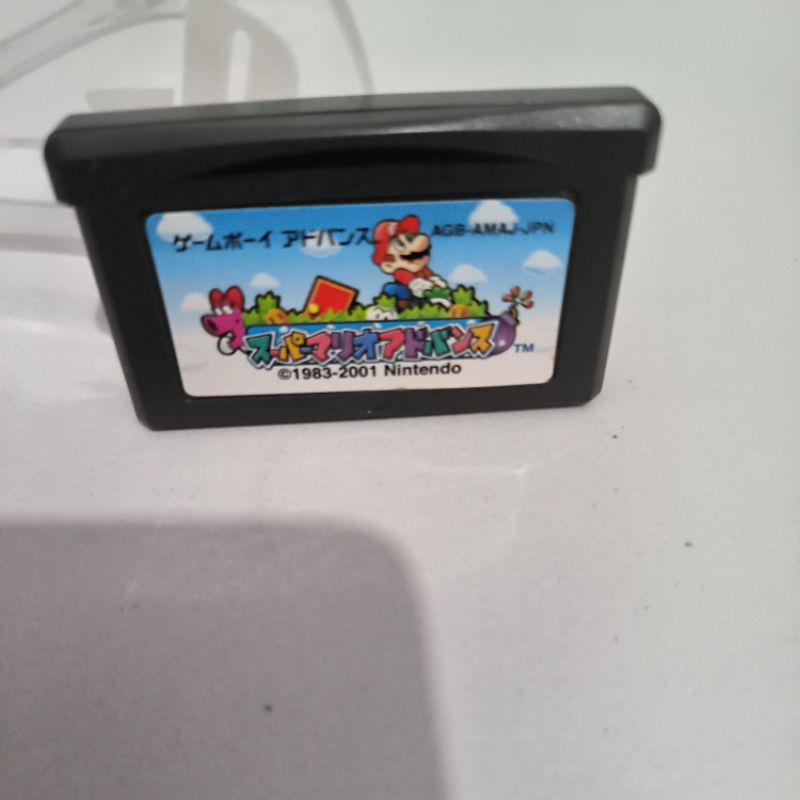 ゲームボーイ アドバンス
AGB-AMAJ-JPN
スーパーマリオアドバンス TM
©1983-2001 Nintendo